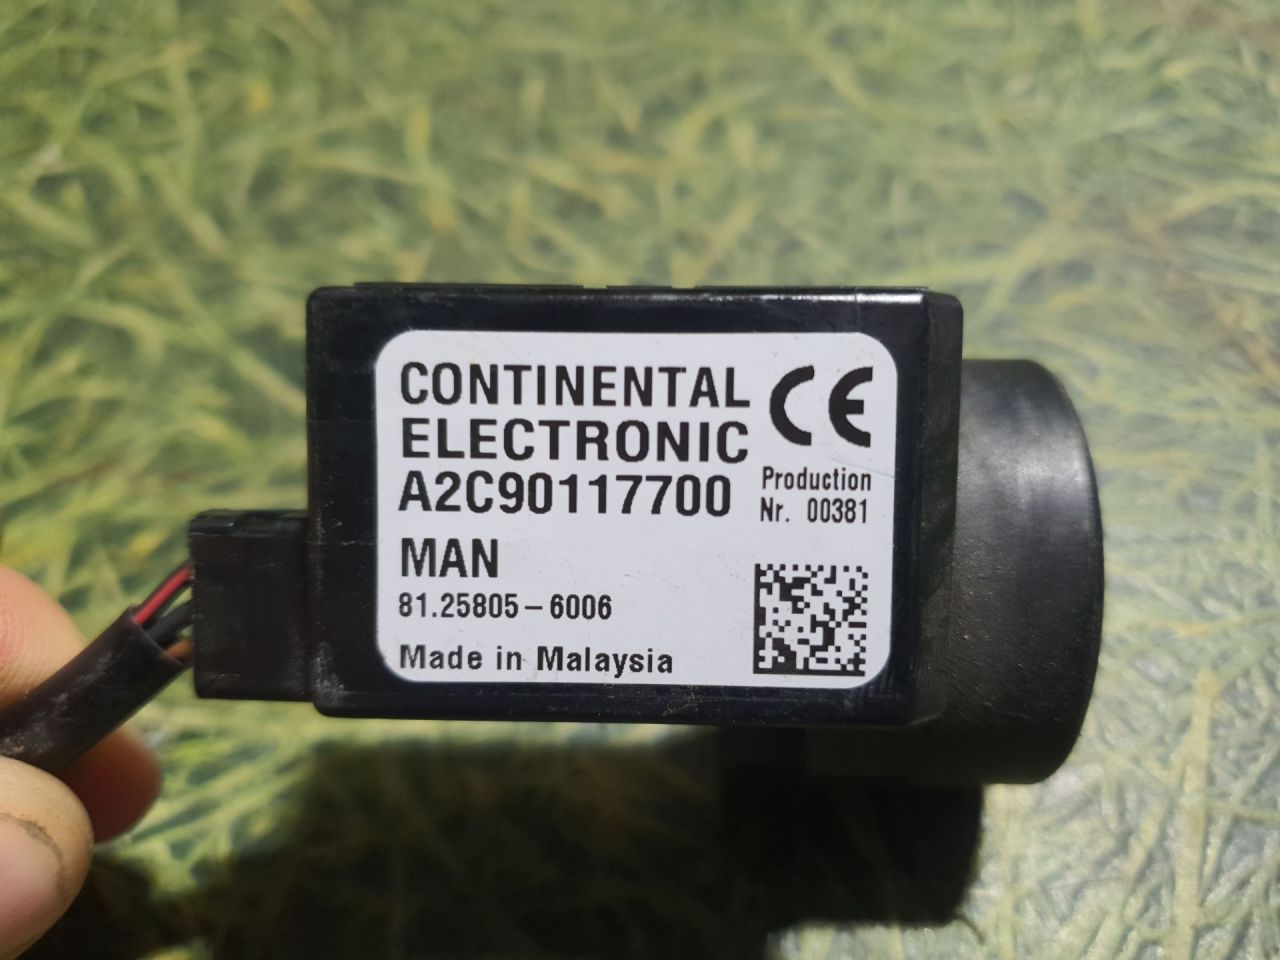 CONTINENTAL
ELECTRONIC
A2C90117700
CE
Production
Nr. 00381
MAN
81.25805-6006
Made in Malaysia